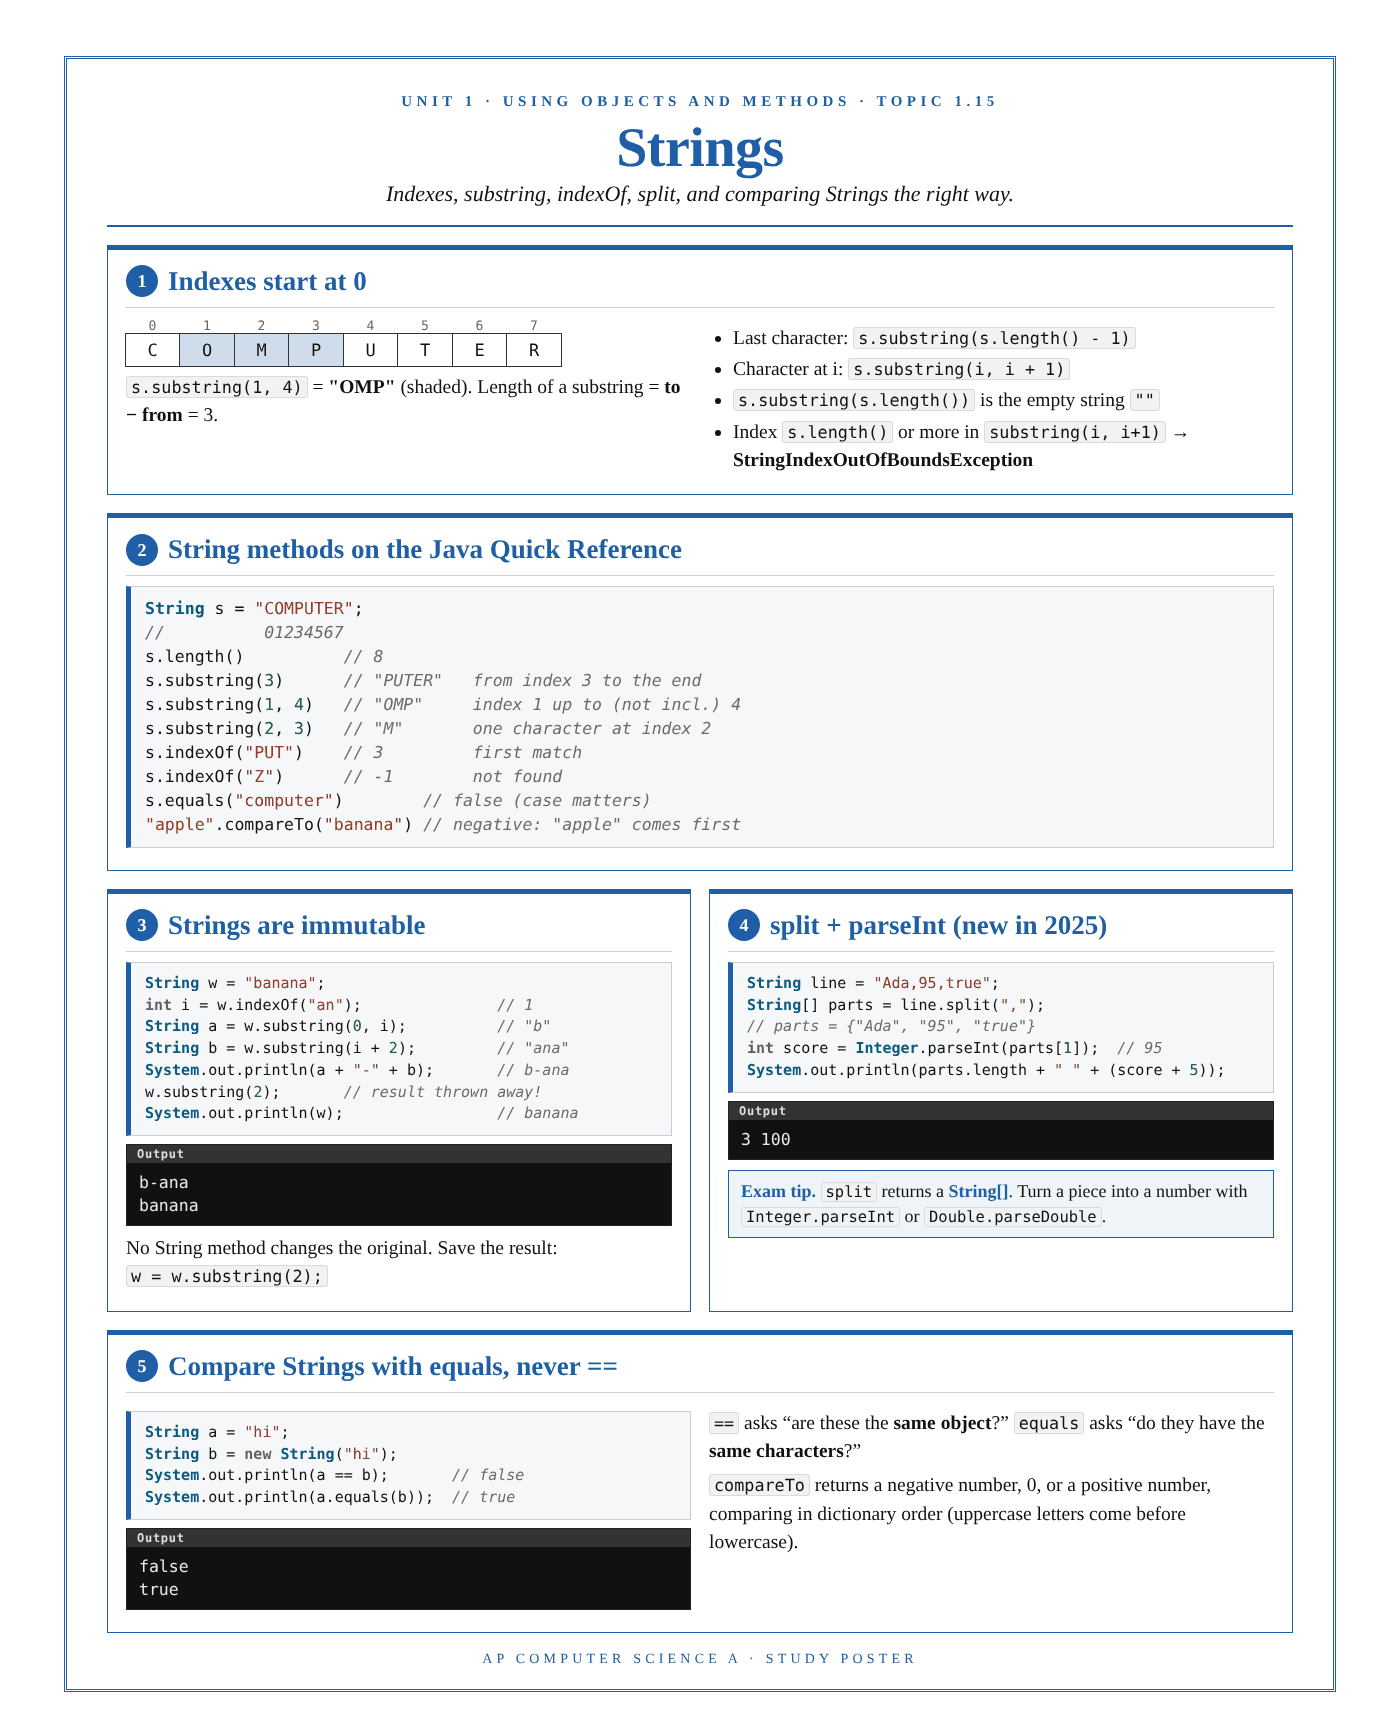 UNIT 1 · USING OBJECTS AND METHODS · TOPIC 1.15
Strings
Indexes, substring, indexOf, split, and comparing Strings the right way.
1 Indexes start at 0
0 1 2 3 4 5 6 7
C O M P U T E R
s.substring(1, 4) = "OMP" (shaded). Length of a substring = to
− from = 3.
• Last character: s.substring(s.length() - 1)
• Character at i: s.substring(i, i + 1)
• s.substring(s.length()) is the empty string ""
• Index s.length() or more in substring(i, i+1) →
StringIndexOutOfBoundsException
2 String methods on the Java Quick Reference
String s = "COMPUTER";
//          01234567
s.length()          // 8
s.substring(3)      // "PUTER"   from index 3 to the end
s.substring(1, 4)   // "OMP"     index 1 up to (not incl.) 4
s.substring(2, 3)   // "M"       one character at index 2
s.indexOf("PUT")    // 3         first match
s.indexOf("Z")      // -1        not found
s.equals("computer")        // false (case matters)
"apple".compareTo("banana") // negative: "apple" comes first
3 Strings are immutable
String w = "banana";
int i = w.indexOf("an");               // 1
String a = w.substring(0, i);          // "b"
String b = w.substring(i + 2);         // "ana"
System.out.println(a + "-" + b);       // b-ana
w.substring(2);       // result thrown away!
System.out.println(w);                 // banana
Output
b-ana
banana
No String method changes the original. Save the result:
w = w.substring(2);
4 split + parseInt (new in 2025)
String line = "Ada,95,true";
String[] parts = line.split(",");
// parts = {"Ada", "95", "true"}
int score = Integer.parseInt(parts[1]);  // 95
System.out.println(parts.length + " " + (score + 5));
Output
3 100
Exam tip. split returns a String[]. Turn a piece into a number with
Integer.parseInt or Double.parseDouble.
5 Compare Strings with equals, never ==
String a = "hi";
String b = new String("hi");
System.out.println(a == b);       // false
System.out.println(a.equals(b));  // true
Output
false
true
== asks “are these the same object?” equals asks “do they have the
same characters?”
compareTo returns a negative number, 0, or a positive number,
comparing in dictionary order (uppercase letters come before
lowercase).
AP COMPUTER SCIENCE A · STUDY POSTER